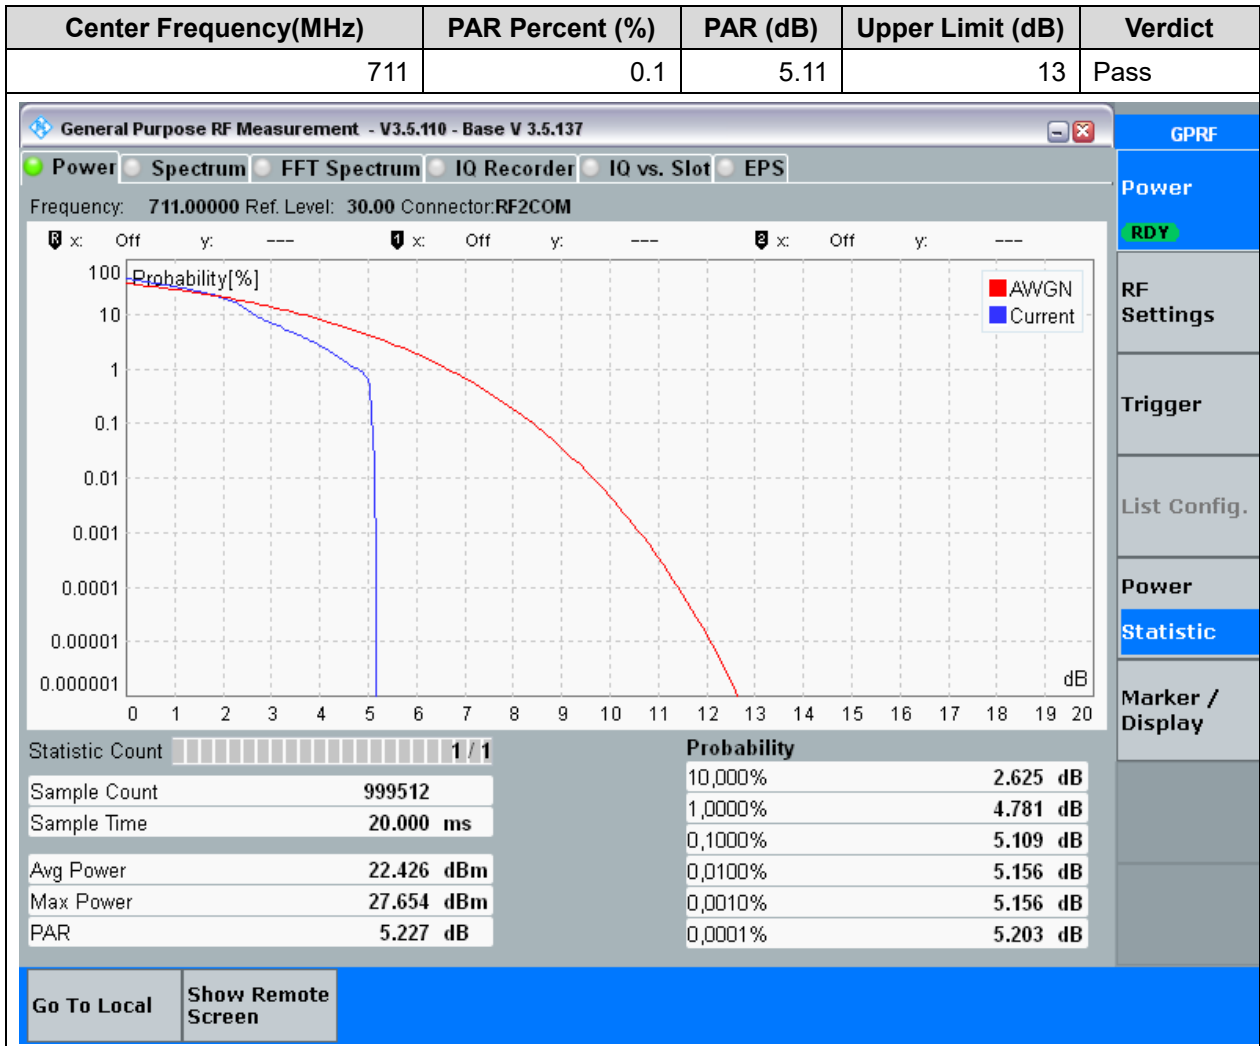 Center Frequency(MHz) PAR Percent (%) PAR (dB) Upper Limit (dB) Verdict
711 0.1 5.11 13 Pass
General Purpose RF Measurement - V3.5.110 - Base V 3.5.137
GPRF
Power Spectrum FFT Spectrum IQ Recorder IQ vs. Slot EPS
Frequency: 711.00000 Ref. Level: 30.00 Connector:RF2COM
R x: Off y: --- 1 x: Off y: --- 2 x: Off y: ---
Probability[%]
AWGN
Current
100
10
1
0.1
0.01
0.001
0.0001
0.00001
0.000001
dB
0 1 2 3 4 5 6 7 8 9 10 11 12 13 14 15 16 17 18 19 20
Statistic Count 1 / 1
Sample Count 999512
Sample Time 20.000 ms
Avg Power 22.426 dBm
Max Power 27.654 dBm
PAR 5.227 dB
Probability
10,000% 2.625 dB
1,0000% 4.781 dB
0,1000% 5.109 dB
0,0100% 5.156 dB
0,0010% 5.156 dB
0,0001% 5.203 dB
Power
RDY
RF
Settings
Trigger
List Config.
Power
Statistic
Marker /
Display
Go To Local
Show Remote
Screen